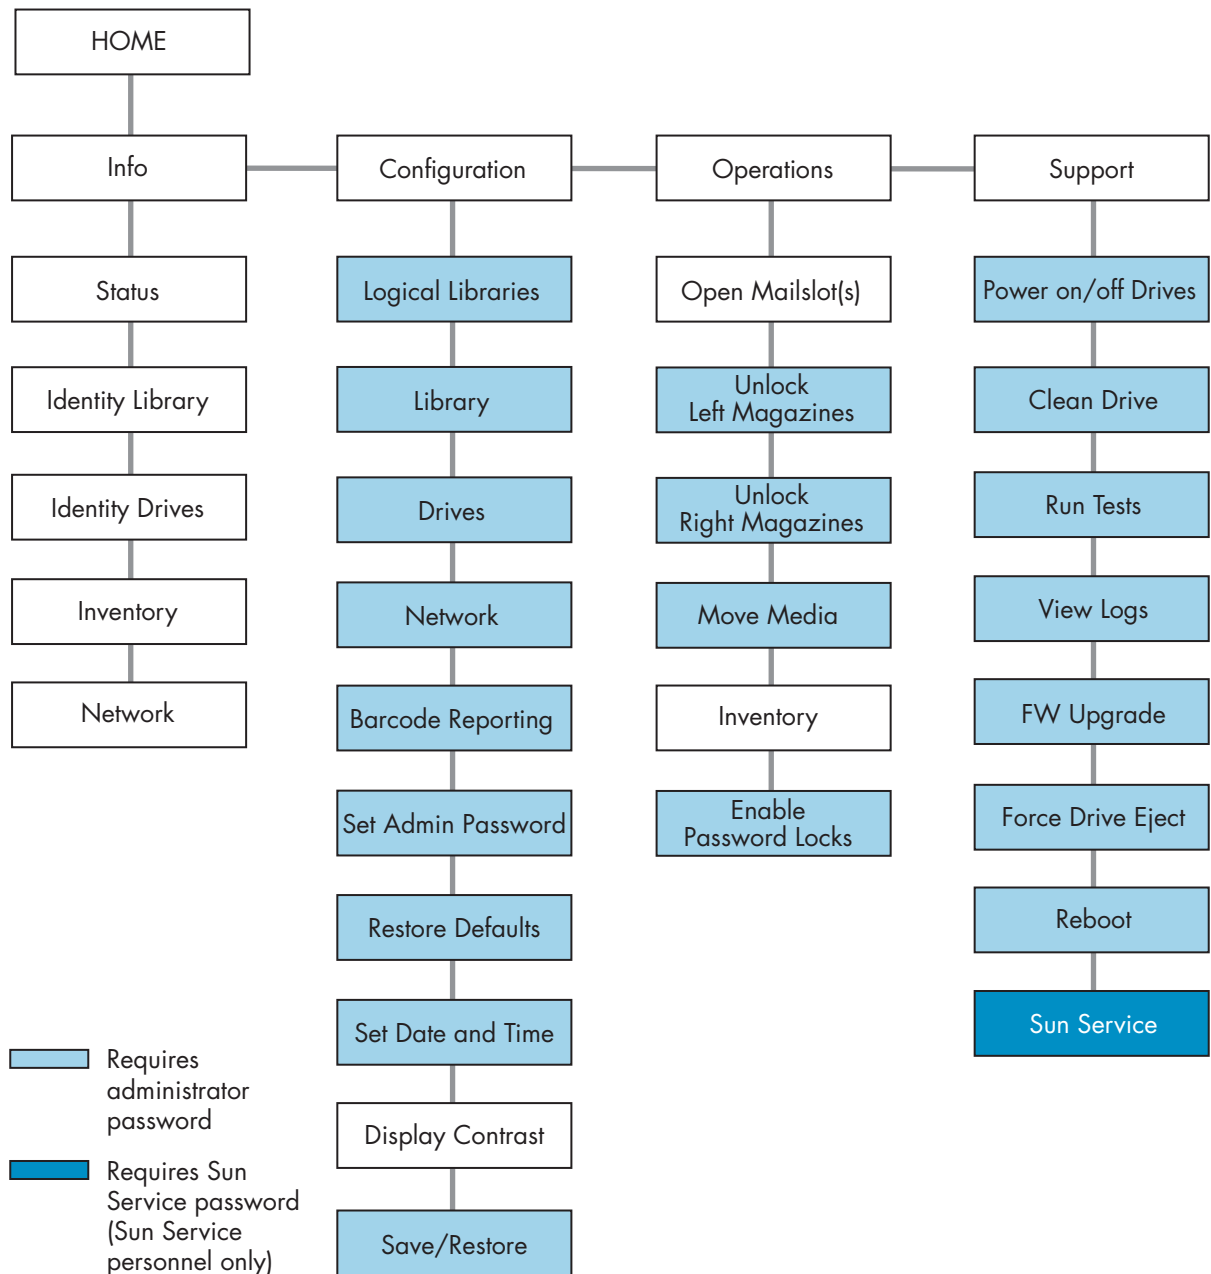 HOME
Info
Configuration
Operations
Support
Status
Logical Libraries
Open Mailslot(s)
Power on/off Drives
Identity Library
Library
Unlock
Left Magazines
Clean Drive
Identity Drives
Drives
Unlock
Right Magazines
Run Tests
Inventory
Network
Move Media
View Logs
Network
Barcode Reporting
Inventory
FW Upgrade
Set Admin Password
Enable
Password Locks
Force Drive Eject
Restore Defaults
Reboot
Set Date and Time
Sun Service
Display Contrast
Save/Restore
Requires
administrator
password
Requires Sun
Service password
(Sun Service
personnel only)